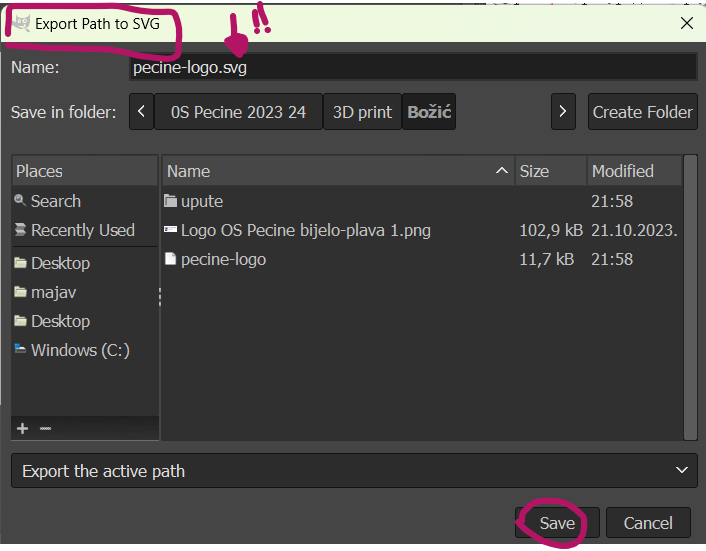 Export Path to SVG
!!
Name: pecine-logo.svg
Save in folder: 0S Pecine 2023 24 3D print Božić Create Folder
Places Name Size Modified
Search upute 21:58
Recently Used Logo OS Pecine bijelo-plava 1.png 102,9 kB 21.10.2023.
Desktop pecine-logo 11,7 kB 21:58
majav
Desktop
Windows (C:)
Export the active path
Save Cancel